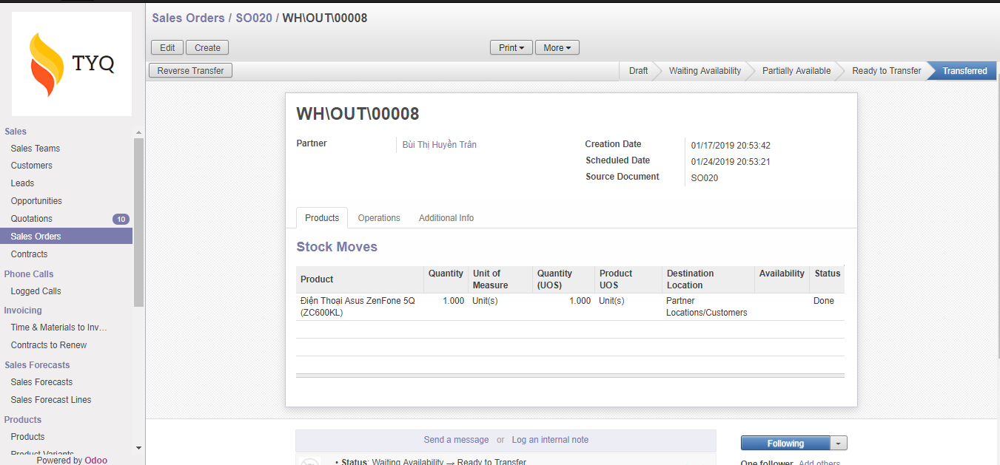 TYQ
Sales
Sales Teams
Customers
Leads
Opportunities
Quotations 10
Sales Orders
Contracts
Phone Calls
Logged Calls
Invoicing
Time & Materials to Inv…
Contracts to Renew
Sales Forecasts
Sales Forecasts
Sales Forecast Lines
Products
Products
Product Variants
Powered by Odoo
Sales Orders / SO020 / WH\OUT\00008
Edit Create Print More
Reverse Transfer Draft Waiting Availability Partially Available Ready to Transfer Transferred
WH\OUT\00008
Partner Bùi Thị Huyền Trân
Creation Date 01/17/2019 20:53:42
Scheduled Date 01/24/2019 20:53:21
Source Document SO020
Products Operations Additional Info
Stock Moves
Product Quantity Unit of Measure Quantity (UOS) Product UOS Destination Location Availability Status
Điện Thoại Asus ZenFone 5Q (ZC600KL) 1.000 Unit(s) 1.000 Unit(s) Partner Locations/Customers Done
Send a message or Log an internal note
Following
• Status: Waiting Availability → Ready to Transfer
One follower Add others